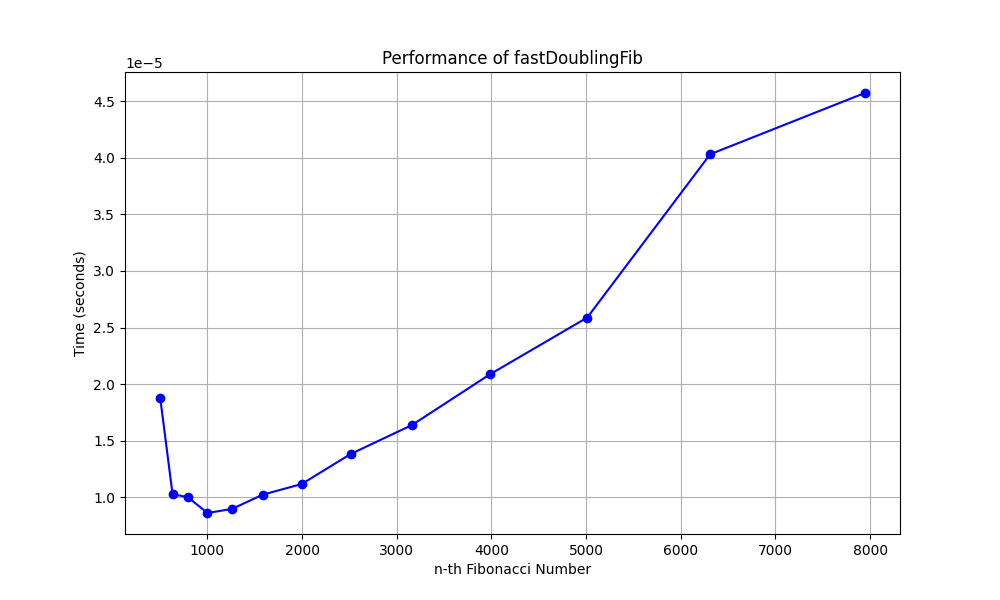 Performance of fastDoublingFib
1e−5
4.5
4.0
3.5
3.0
2.5
2.0
1.5
1.0
Time (seconds)
1000 2000 3000 4000 5000 6000 7000 8000
n-th Fibonacci Number